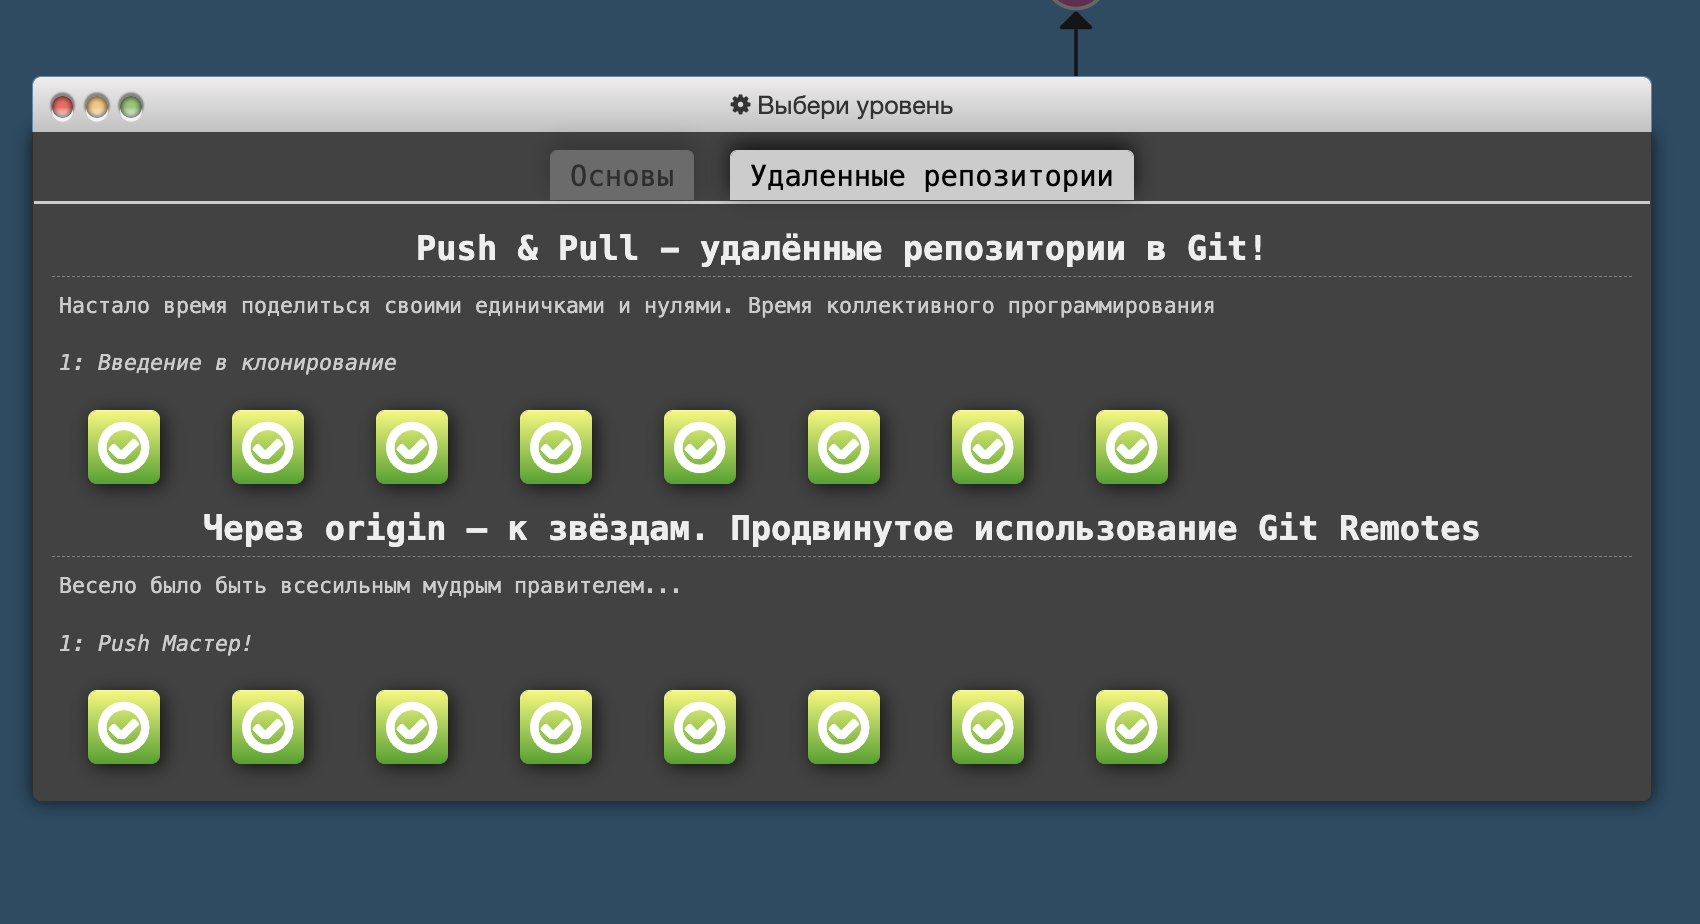 Выбери уровень
Основы
Удаленные репозитории
Push & Pull – удалённые репозитории в Git!
Настало время поделиться своими единичками и нулями. Время коллективного программирования
1: Введение в клонирование
Через origin – к звёздам. Продвинутое использование Git Remotes
Весело было быть всесильным мудрым правителем...
1: Push Мастер!